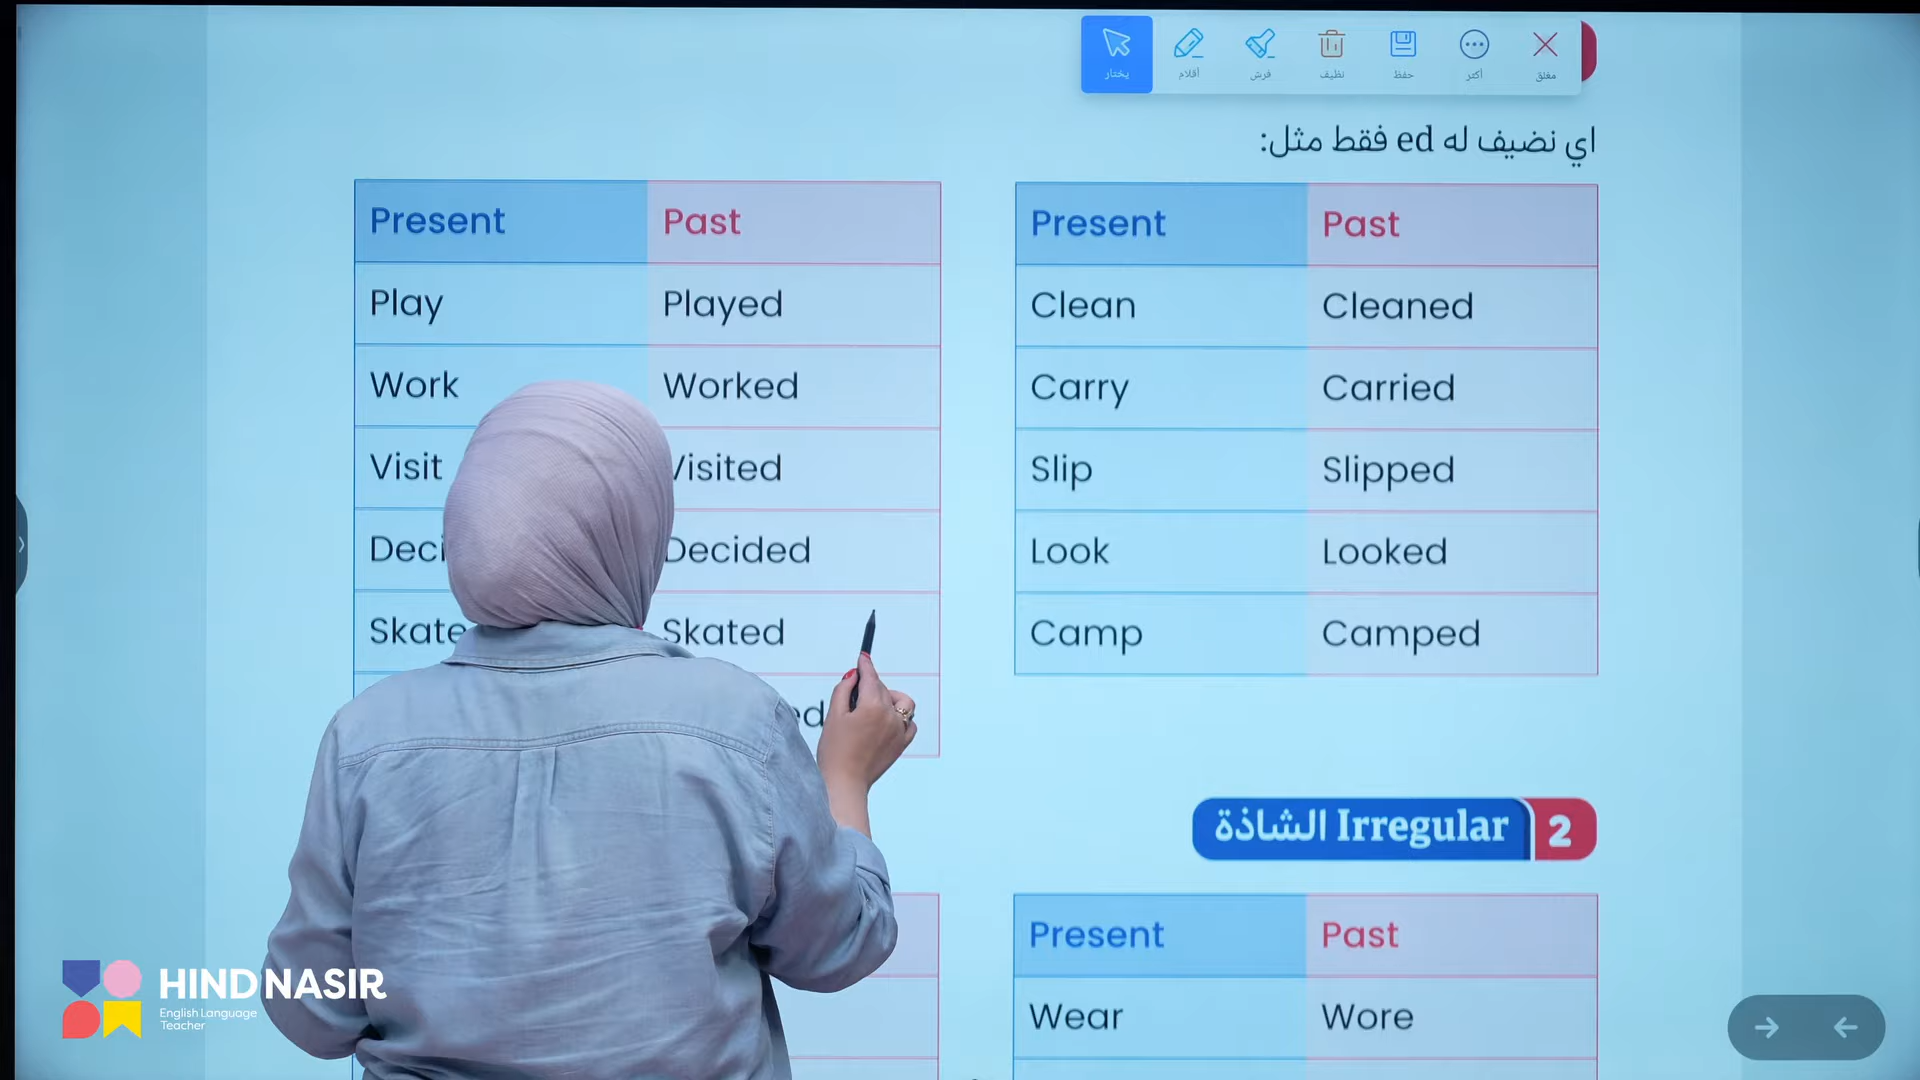 يختار
أقلام
فرش
نظيف
حفظ
أكثر
مغلق
اي نضيف له ed فقط مثل:
Present Past
Play Played
Work Worked
Visit Visited
Decided
Skate Skated
Present Past
Clean Cleaned
Carry Carried
Slip Slipped
Look Looked
Camp Camped
2 Irregular الشاذة
Present Past
Wear Wore
HIND NASIR
English Language
Teacher